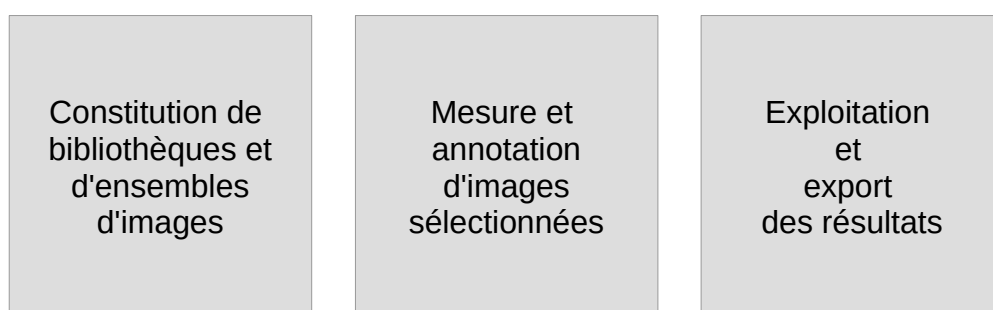 Constitution de
bibliothèques et
d'ensembles
d'images
Mesure et
annotation
d'images
sélectionnées
Exploitation
et
export
des résultats